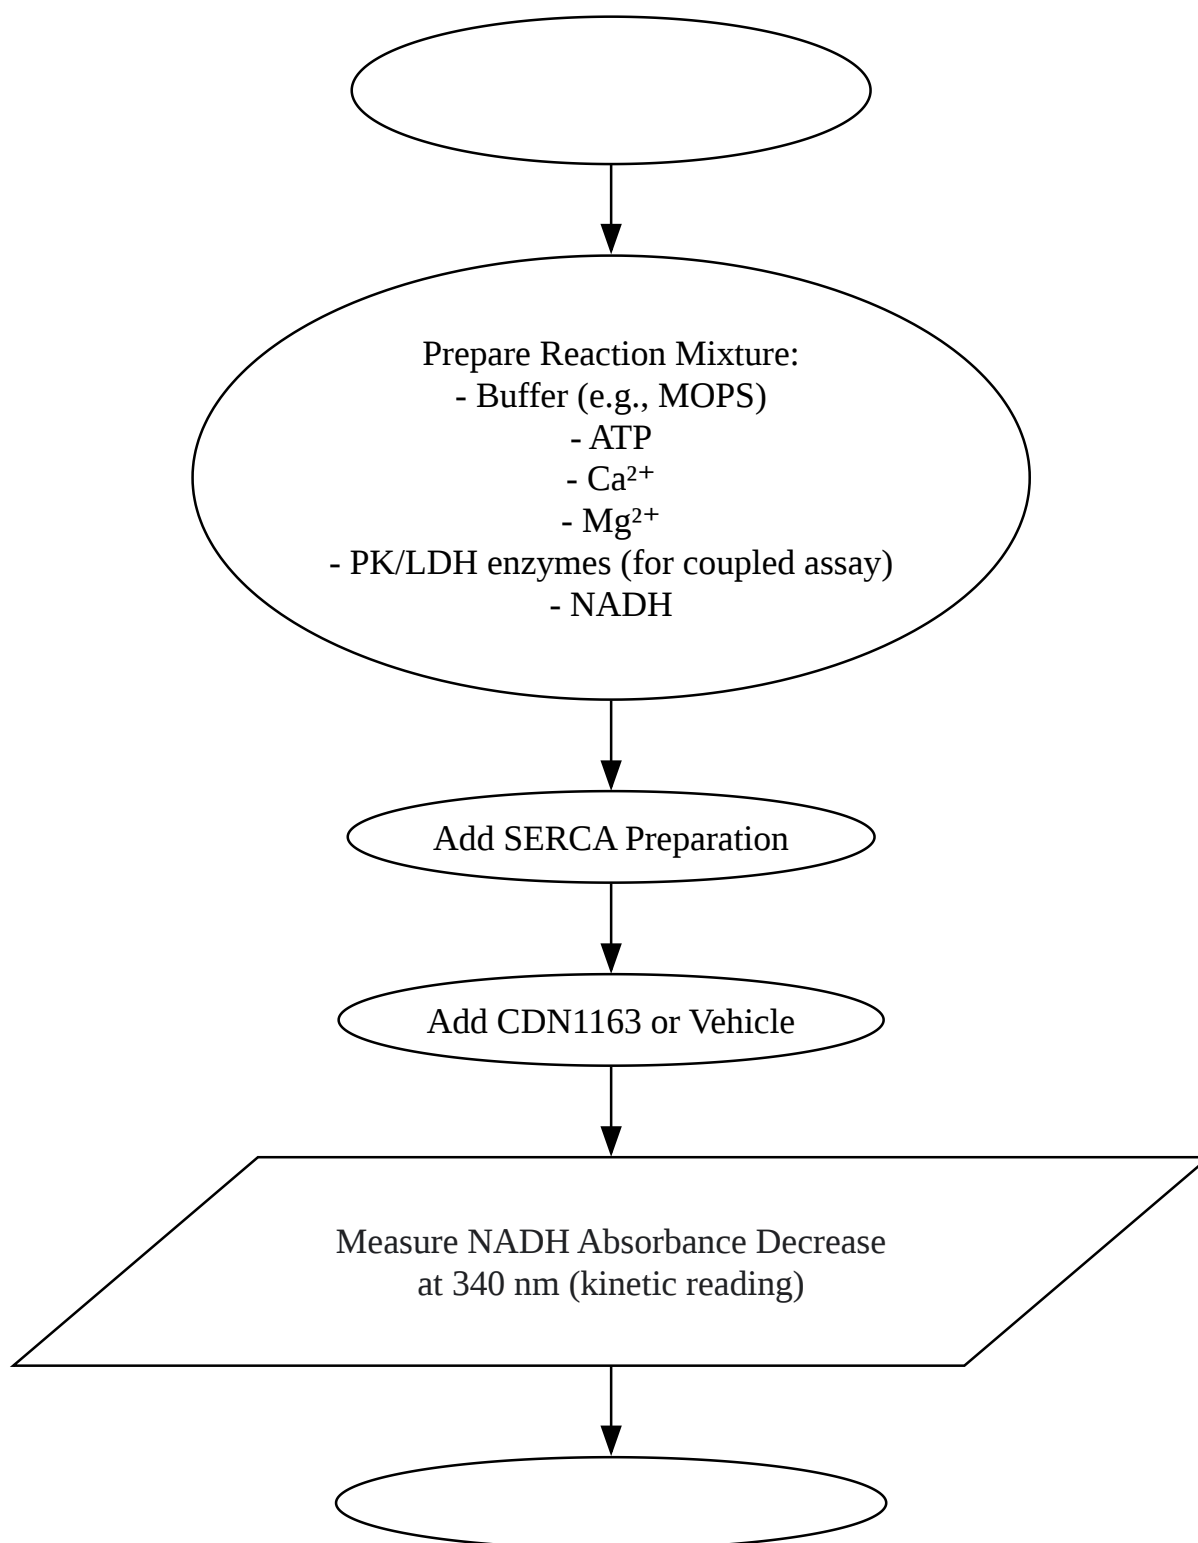 Prepare Reaction Mixture:
- Buffer (e.g., MOPS)
- ATP
- Ca²⁺
- Mg²⁺
- PK/LDH enzymes (for coupled assay)
- NADH
Add SERCA Preparation
Add CDN1163 or Vehicle
Measure NADH Absorbance Decrease
at 340 nm (kinetic reading)